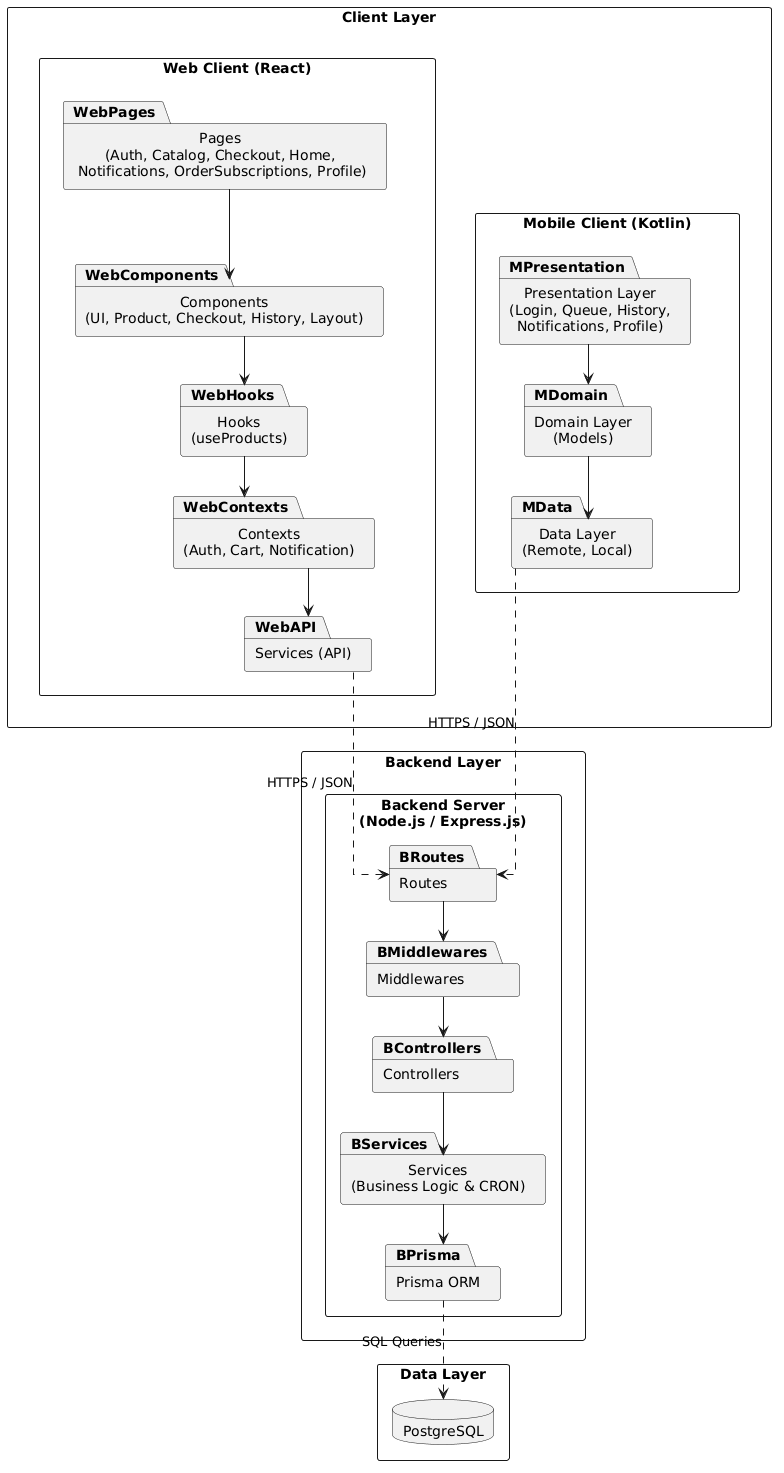 Client Layer
Web Client (React)
WebPages
Pages
(Auth, Catalog, Checkout, Home,
Notifications, OrderSubscriptions, Profile)
WebComponents
Components
(UI, Product, Checkout, History, Layout)
WebHooks
Hooks
(useProducts)
WebContexts
Contexts
(Auth, Cart, Notification)
WebAPI
Services (API)
Mobile Client (Kotlin)
MPresentation
Presentation Layer
(Login, Queue, History,
Notifications, Profile)
MDomain
Domain Layer
(Models)
MData
Data Layer
(Remote, Local)
HTTPS / JSON
HTTPS / JSON
Backend Layer
Backend Server
(Node.js / Express.js)
BRoutes
Routes
BMiddlewares
Middlewares
BControllers
Controllers
BServices
Services
(Business Logic & CRON)
BPrisma
Prisma ORM
SQL Queries
Data Layer
PostgreSQL